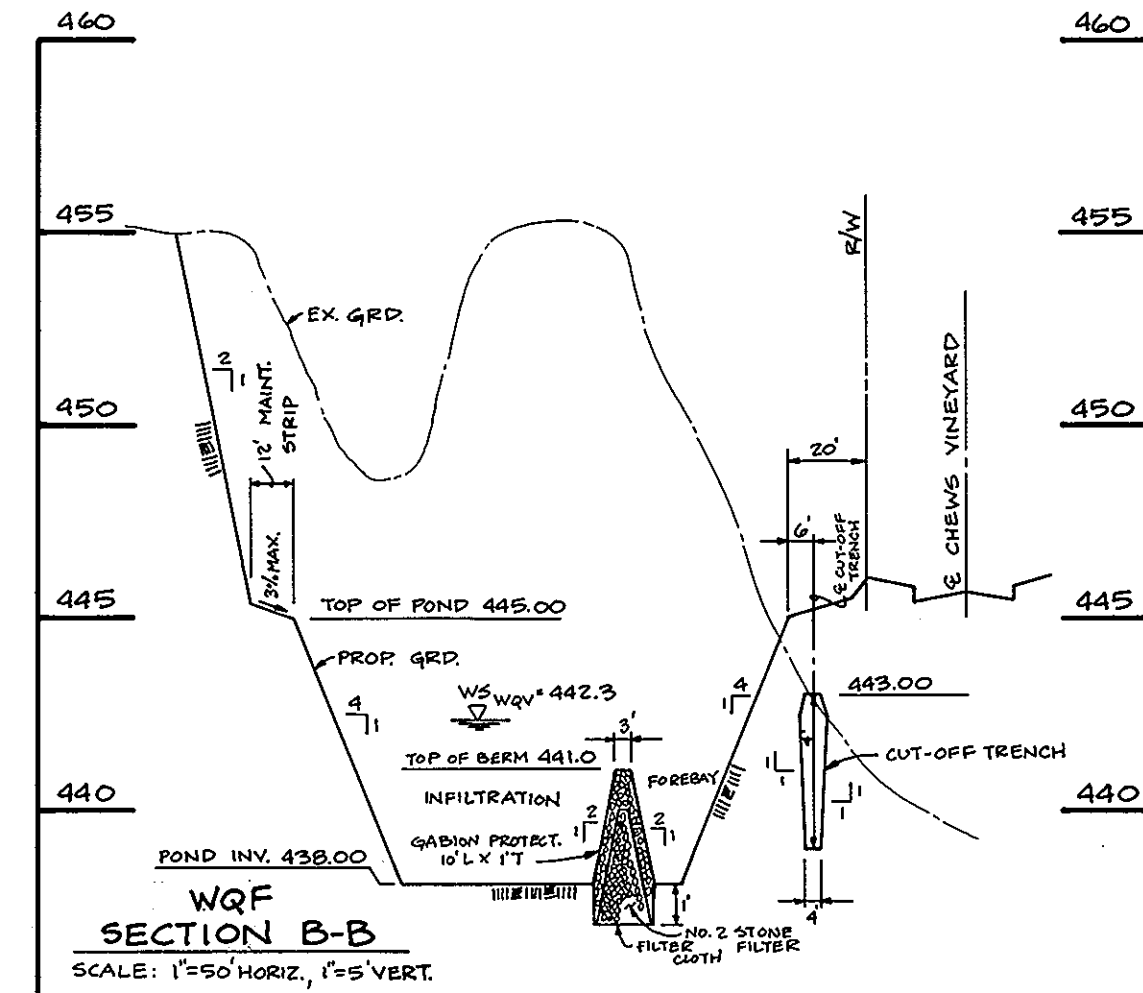 460
460
455
455
R/W
EX. GRD.
2
1
12' MAINT.
STRIP
450
450
℄ CHEWS VINEYARD
20'
6'
℄ CUT-OFF
TRENCH
3% MAX.
445
TOP OF POND 445.00
445
PROP. GRD.
4
1
WS WQV = 442.3
4
1
443.00
3'
TOP OF BERM 441.0
FOREBAY
CUT-OFF TRENCH
INFILTRATION
1
1
1
1
440
440
2
1
2
1
GABION PROTECT.
10' L X 1' T
POND INV. 438.00
1'
4'
WQF
SECTION B-B
NO. 2 STONE
FILTER
FILTER
CLOTH
SCALE: 1"=50' HORIZ., 1"=5' VERT.